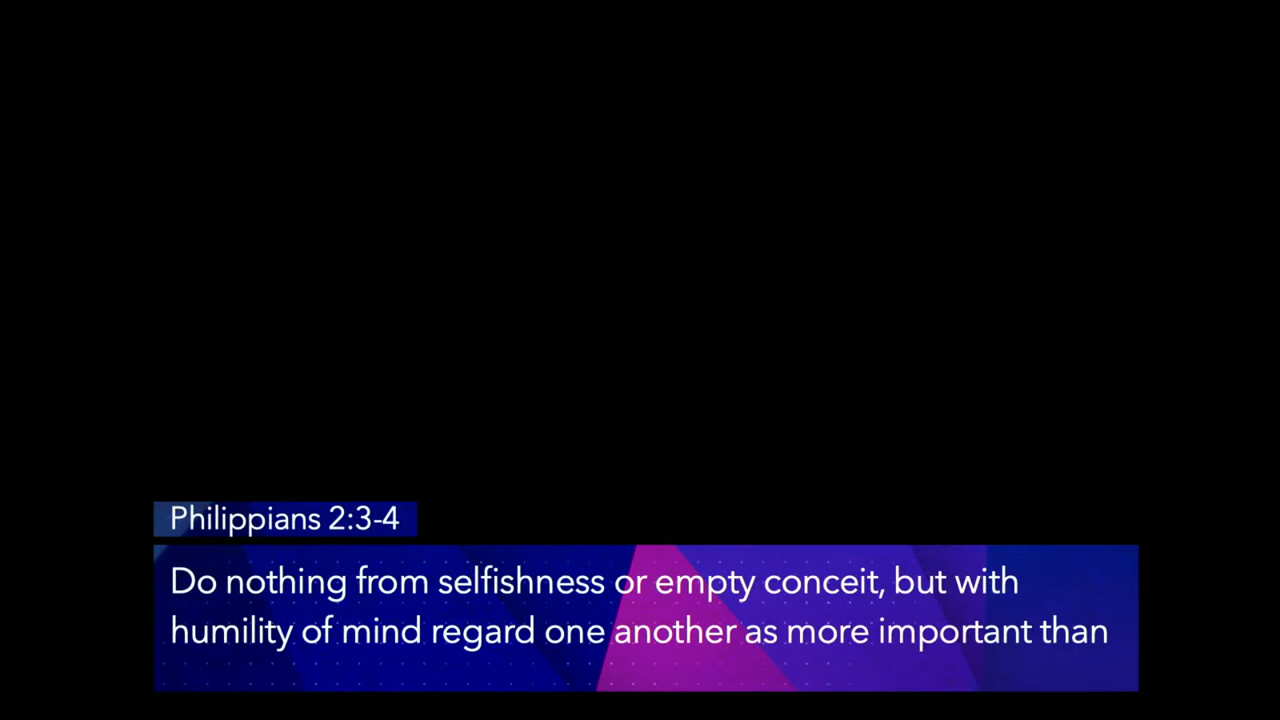 Philippians 2:3-4
Do nothing from selfishness or empty conceit, but with
humility of mind regard one another as more important than